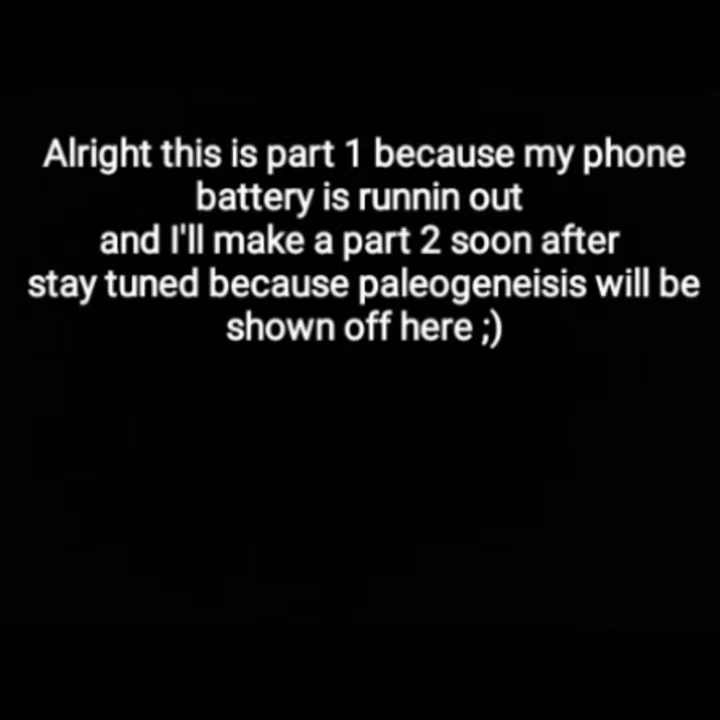 Alright this is part 1 because my phone
battery is runnin out
and I'll make a part 2 soon after
stay tuned because paleogeneisis will be
shown off here ;)